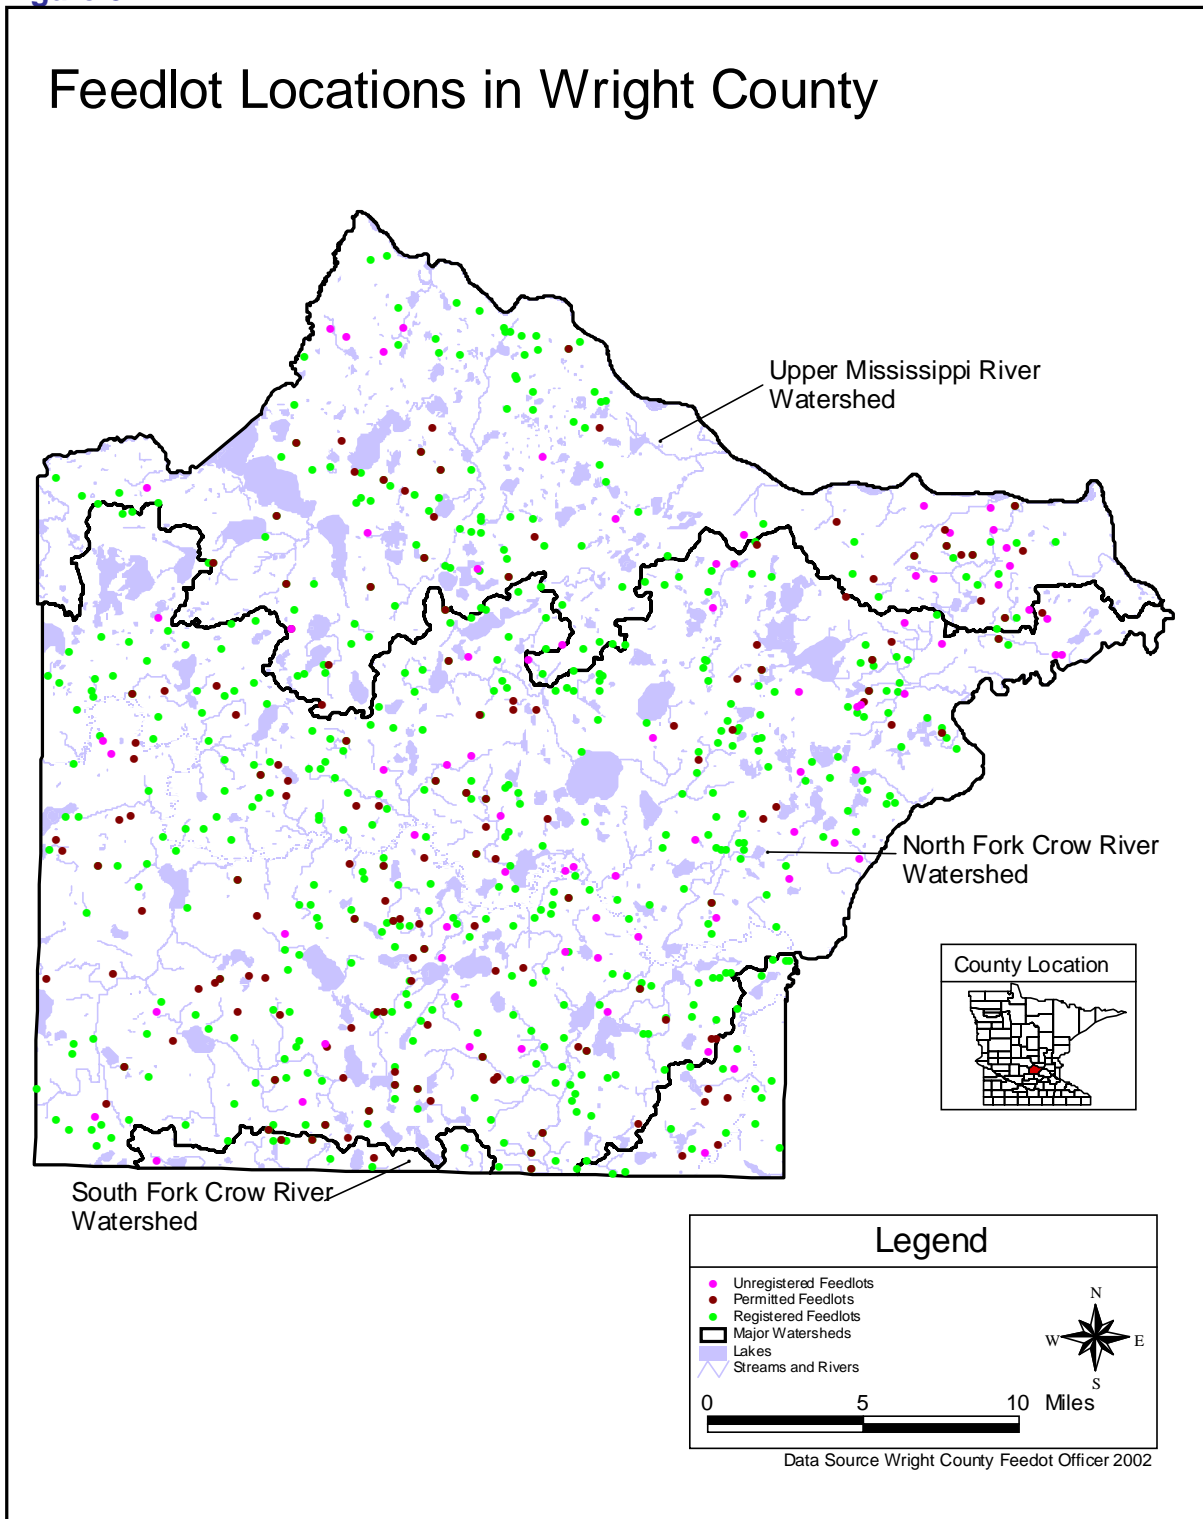 Feedlot Locations in Wright County
Upper Mississippi River
Watershed
North Fork Crow River
Watershed
County Location
South Fork Crow River
Watershed
Legend
Unregistered Feedlots
Permitted Feedlots
Registered Feedlots
Major Watersheds
Lakes
Streams and Rivers
N
W
E
S
0 5 10 Miles
Data Source Wright County Feedot Officer 2002